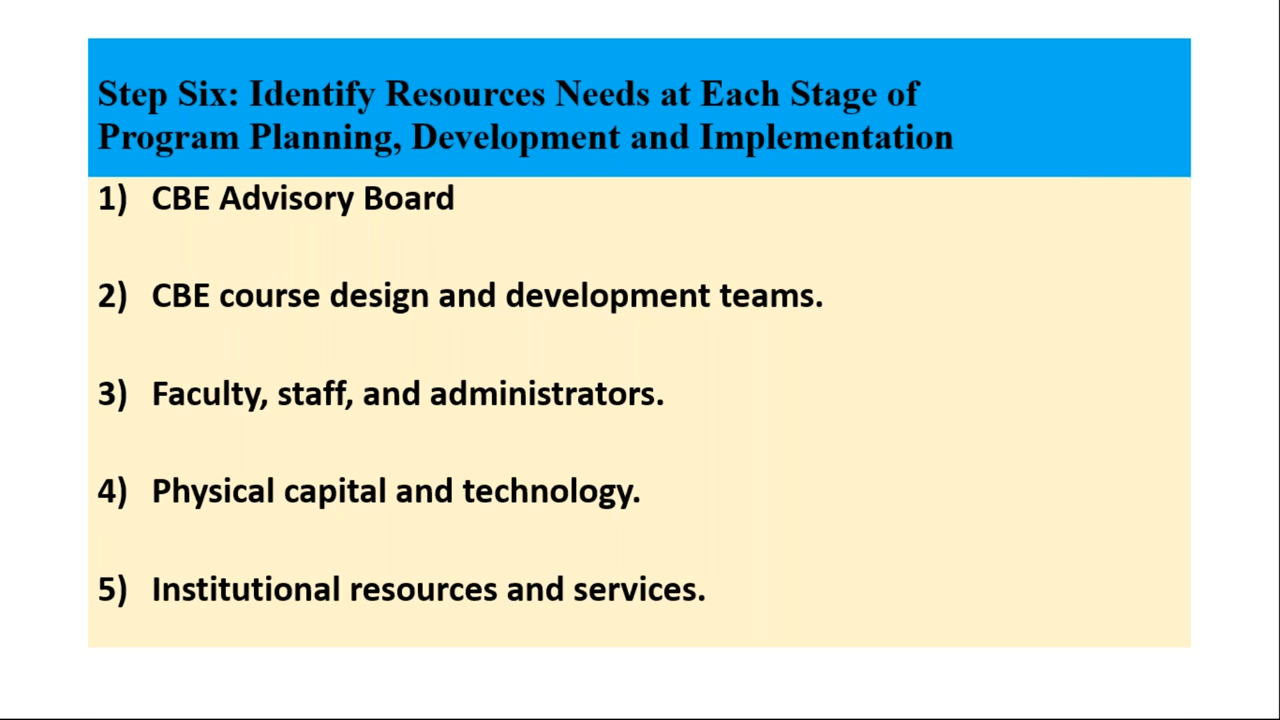 Step Six: Identify Resources Needs at Each Stage of
Program Planning, Development and Implementation
1) CBE Advisory Board
2) CBE course design and development teams.
3) Faculty, staff, and administrators.
4) Physical capital and technology.
5) Institutional resources and services.